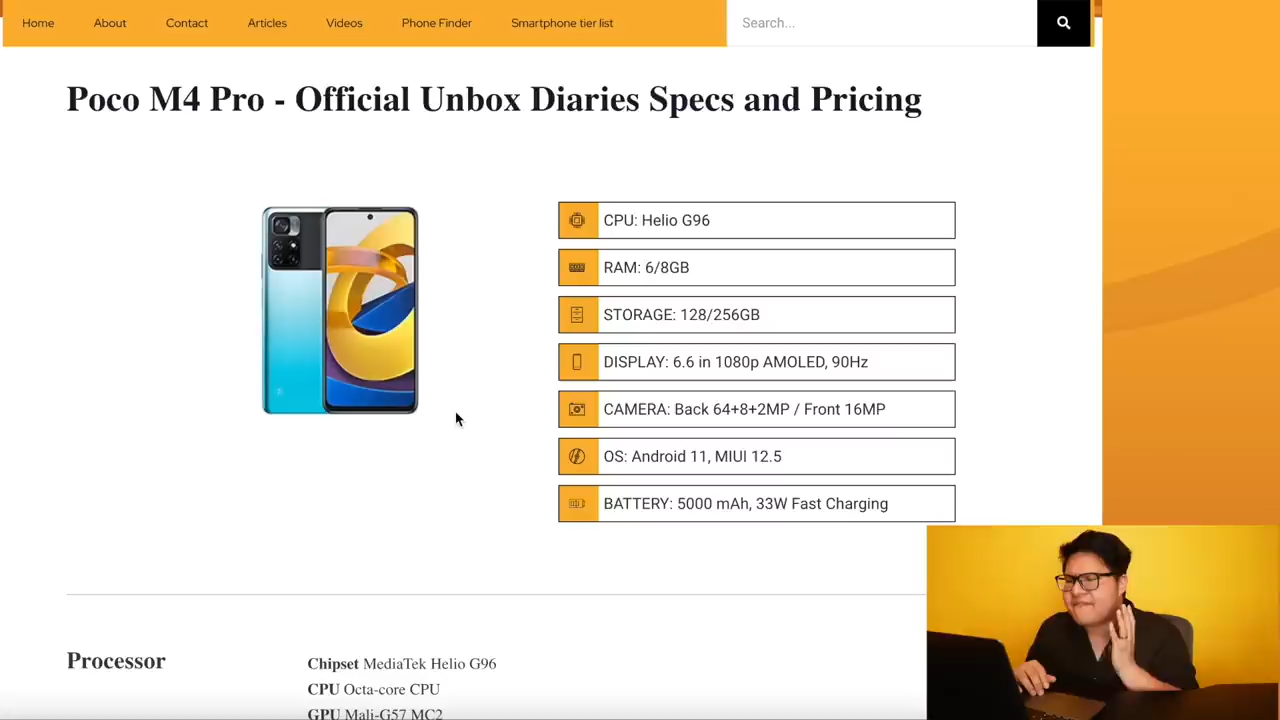 Home About Contact Articles Videos Phone Finder Smartphone tier list Search...
Poco M4 Pro - Official Unbox Diaries Specs and Pricing
CPU: Helio G96
RAM: 6/8GB
STORAGE: 128/256GB
DISPLAY: 6.6 in 1080p AMOLED, 90Hz
CAMERA: Back 64+8+2MP / Front 16MP
OS: Android 11, MIUI 12.5
BATTERY: 5000 mAh, 33W Fast Charging
Processor
Chipset MediaTek Helio G96
CPU Octa-core CPU
GPU Mali-G57 MC2